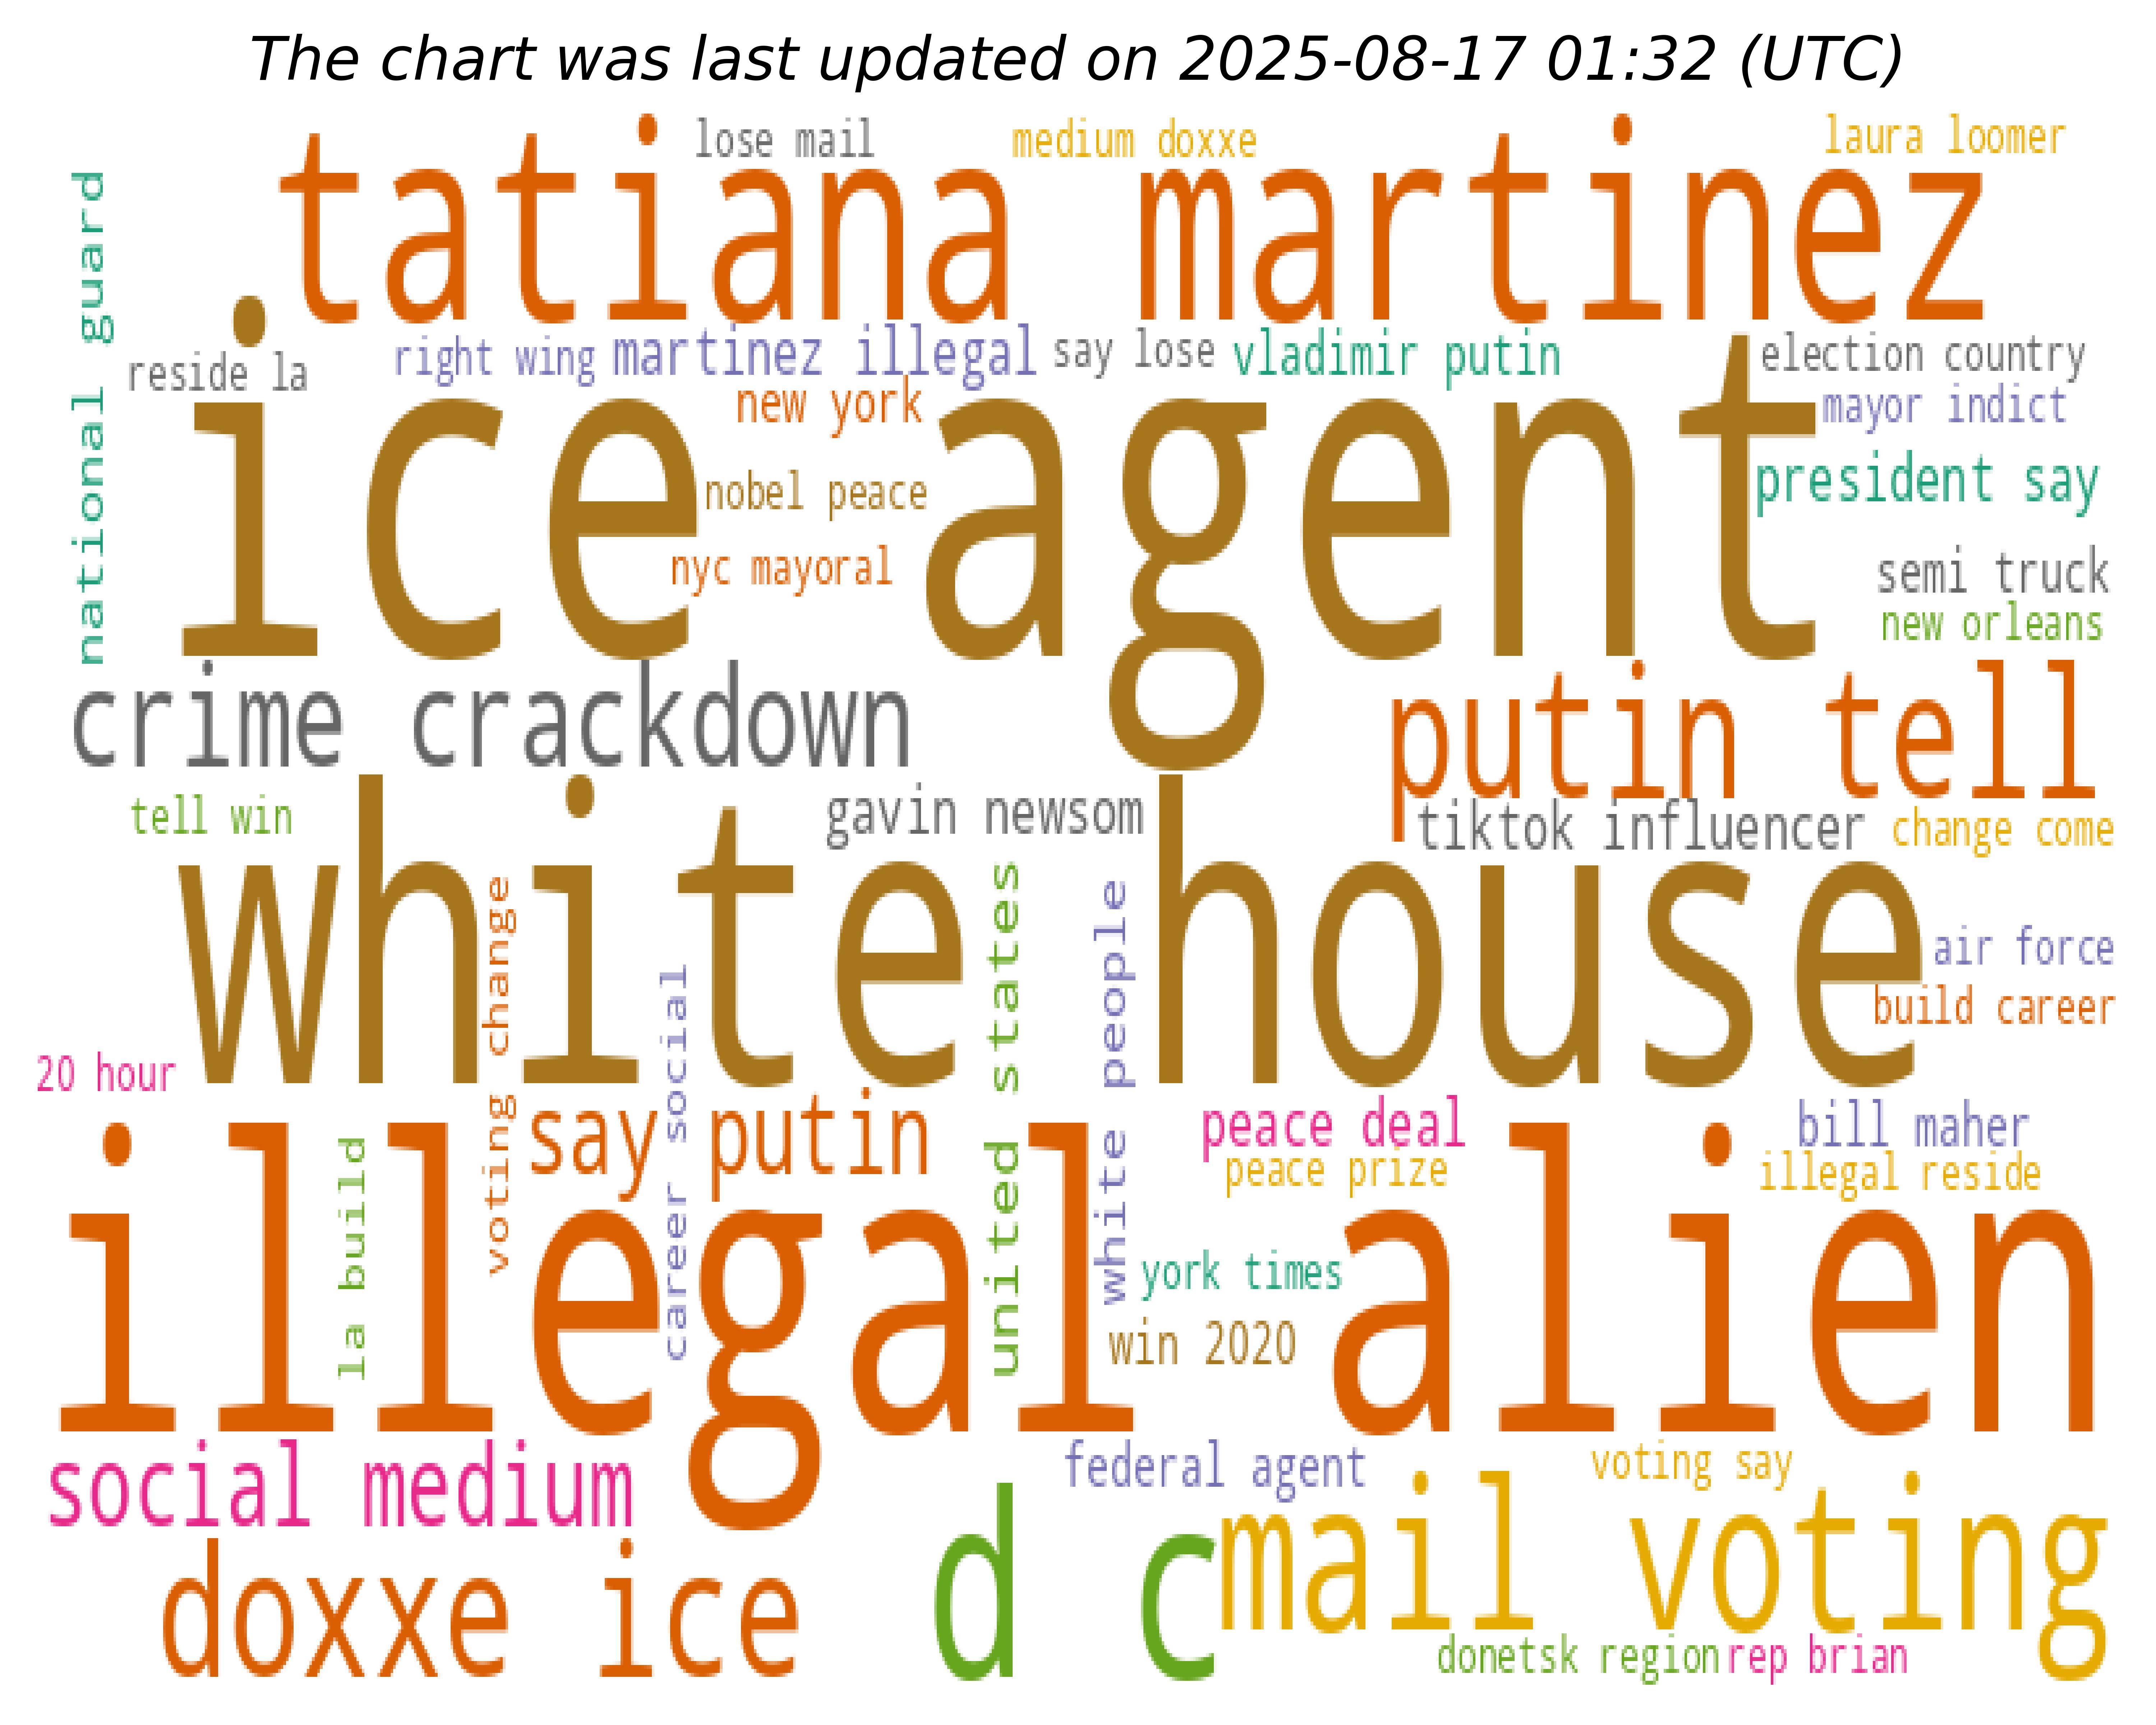 The chart was last updated on 2025-08-17 01:32 (UTC)
lose mail
medium doxxe
laura loomer
tatiana martinez
national guard
reside la
right wing
martinez illegal
say lose
vladimir putin
election country
new york
mayor indict
ice agent
nobel peace
president say
nyc mayoral
semi truck
new orleans
crime crackdown
putin tell
tell win
gavin newsom
tiktok influencer
change come
white house
voting change
career social
united states
white people
air force
build career
20 hour
say putin
peace deal
bill maher
la build
peace prize
illegal reside
illegal alien
york times
win 2020
social medium
federal agent
voting say
doxxe ice
d c
mail voting
donetsk region
rep brian